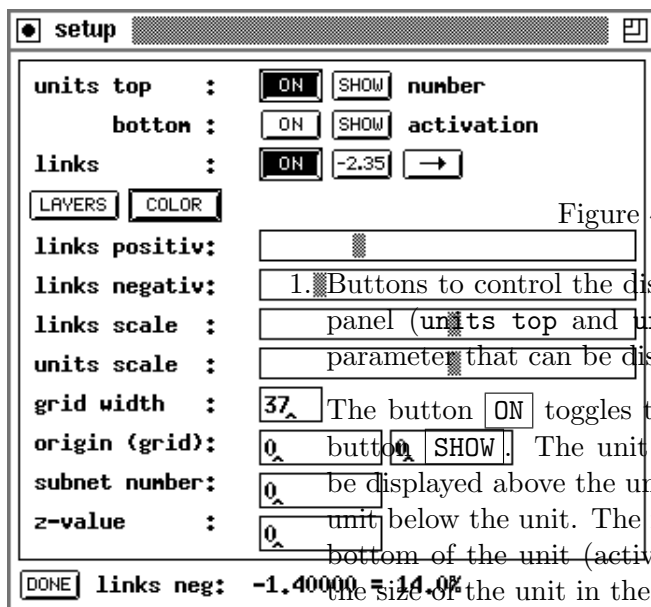 setup
units top : ON SHOW number
bottom : ON SHOW activation
links : ON -2.35 →
LAYERS COLOR
Figure
links positiv:
links negativ:
1. Buttons to control the dis
links scale :
panel (units top and un
units scale :
parameter that can be dis
grid width : 37
The button ON toggles t
origin (grid): 0 0
button SHOW. The unit
subnet number: 0
be displayed above the un
z-value : 0
unit below the unit. The
bottom of the unit (activ
DONE links neg: -1.40000 = 14.0%
the size of the unit in the